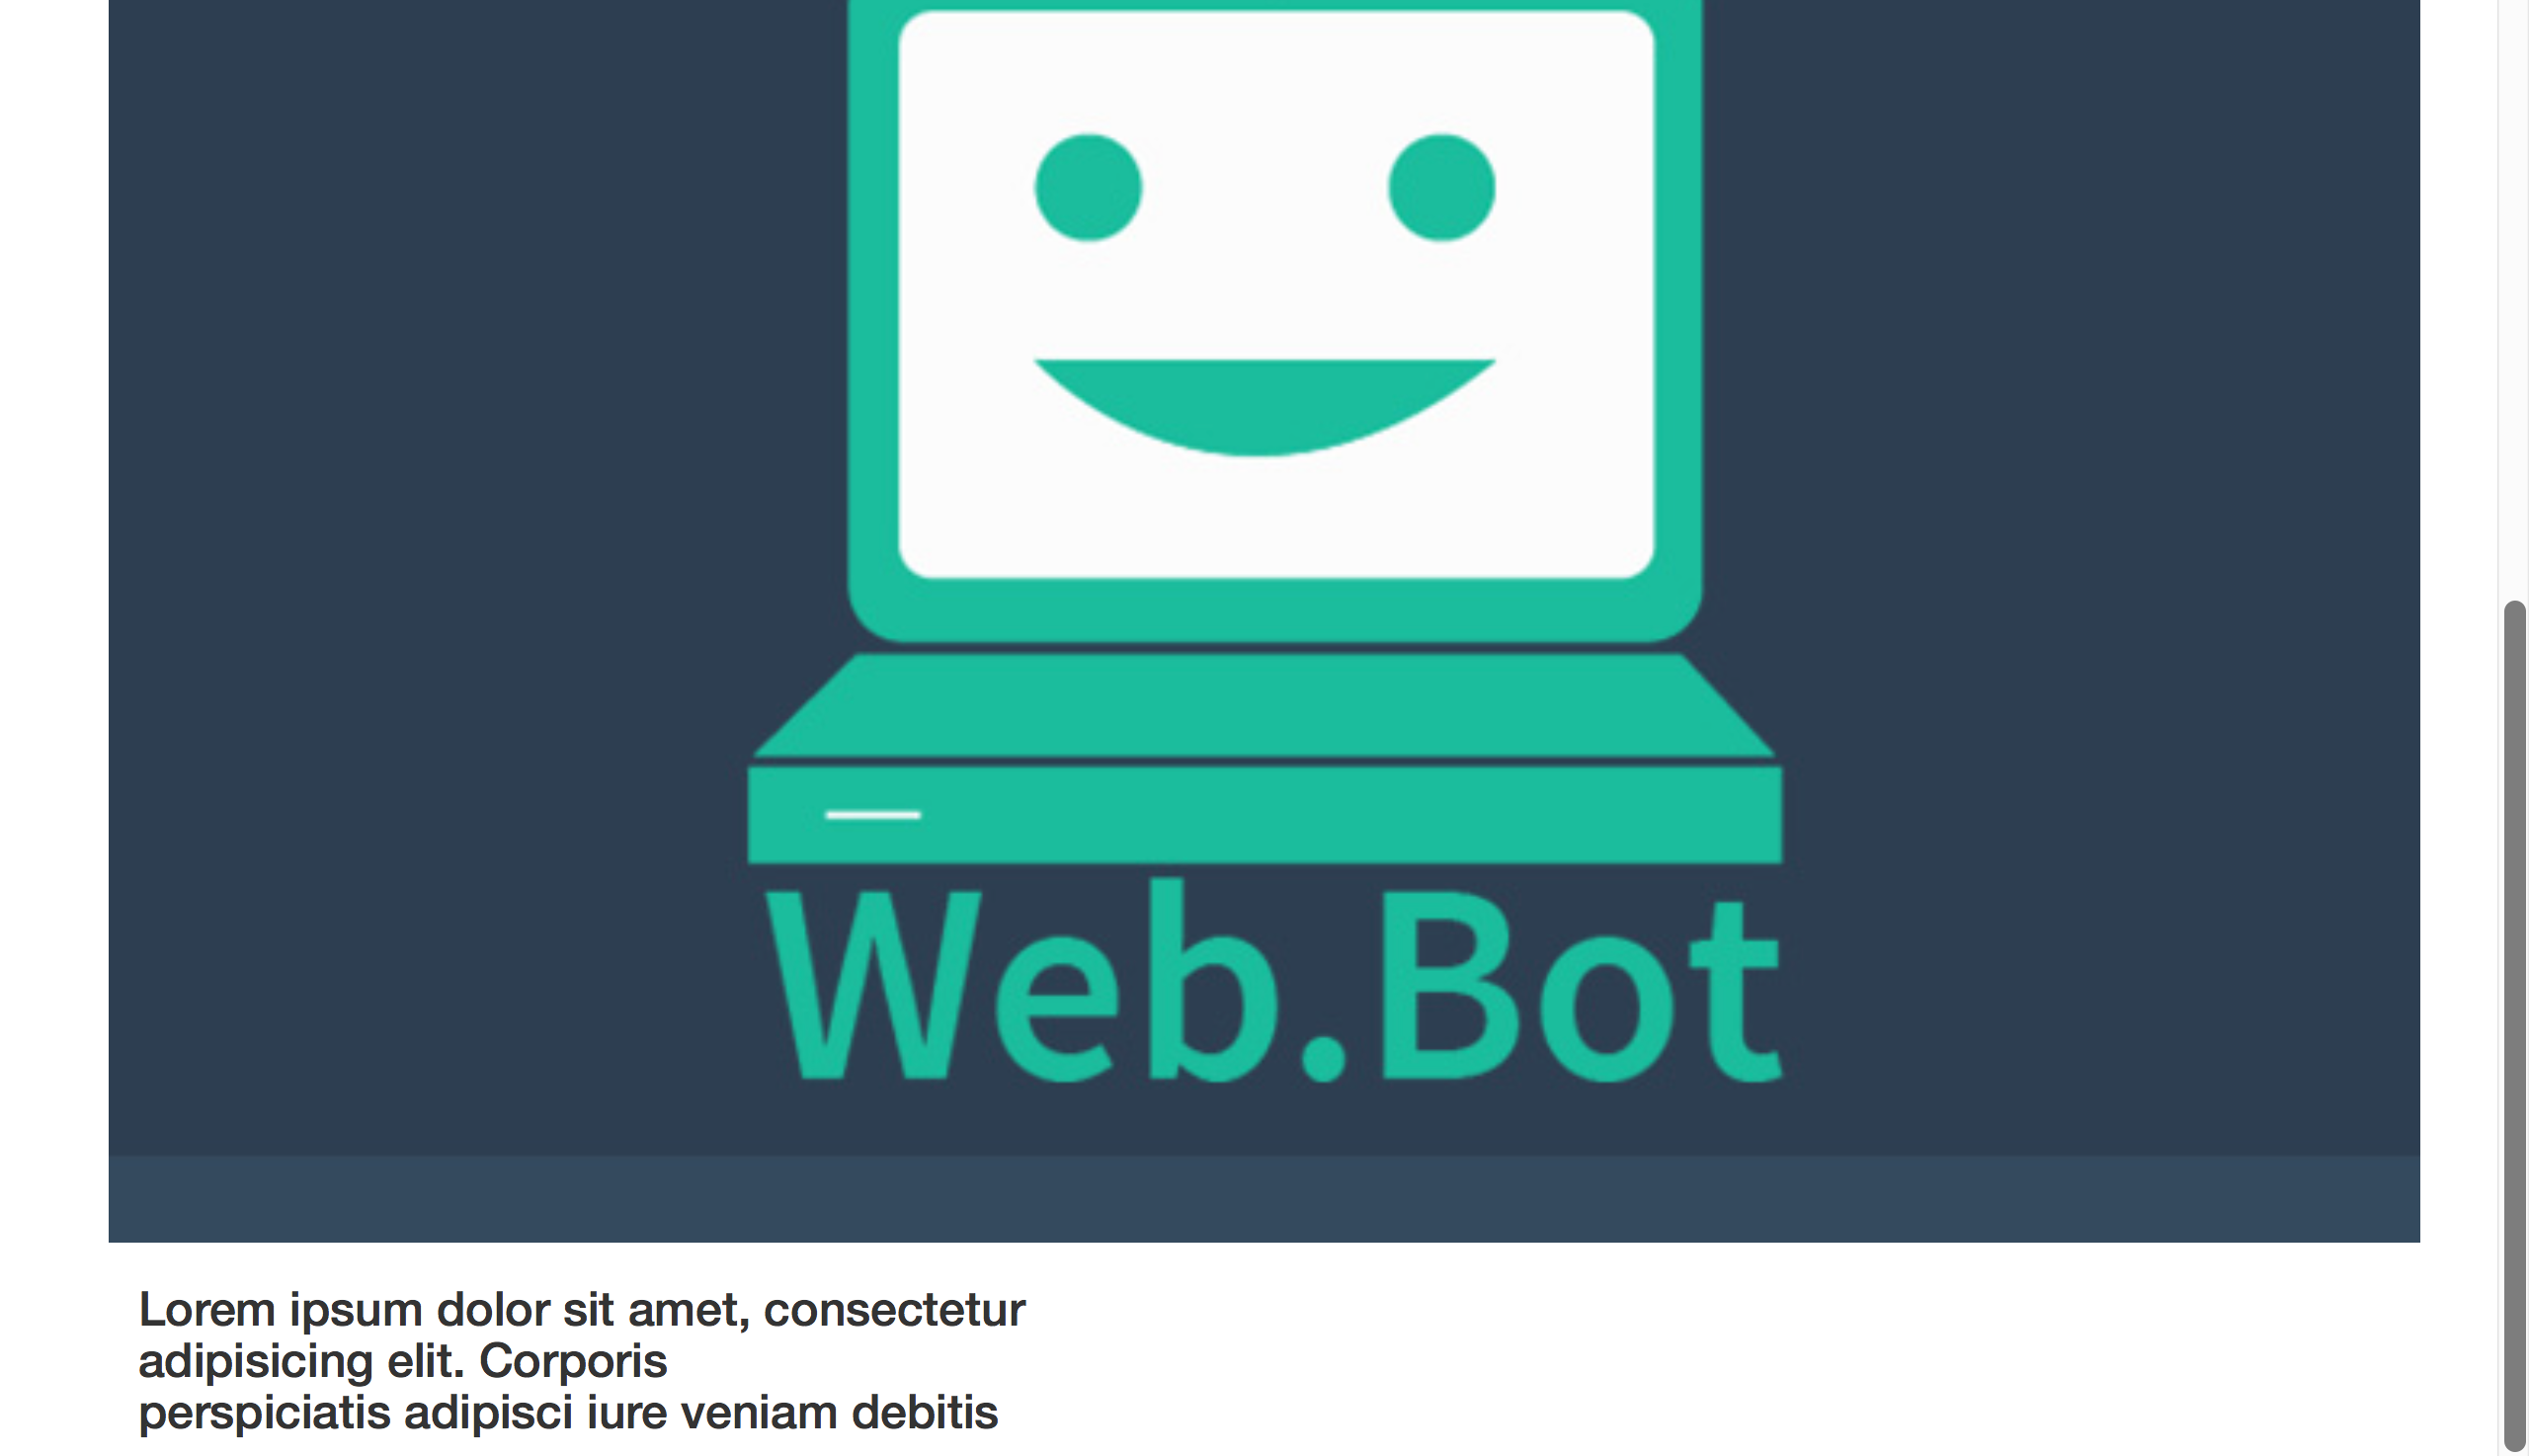 Web.Bot
Lorem ipsum dolor sit amet, consectetur
adipisicing elit. Corporis
perspiciatis adipisci iure veniam debitis